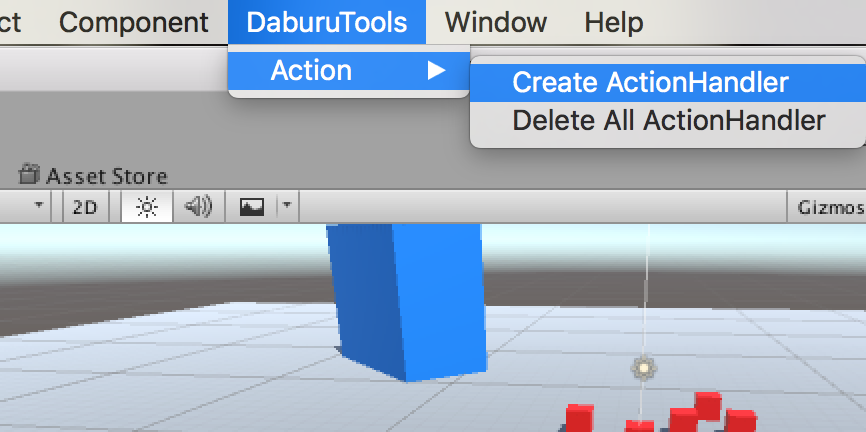 ct Component DaburuTools Window Help
Action
Create ActionHandler
Delete All ActionHandler
Asset Store
2D
Gizmos